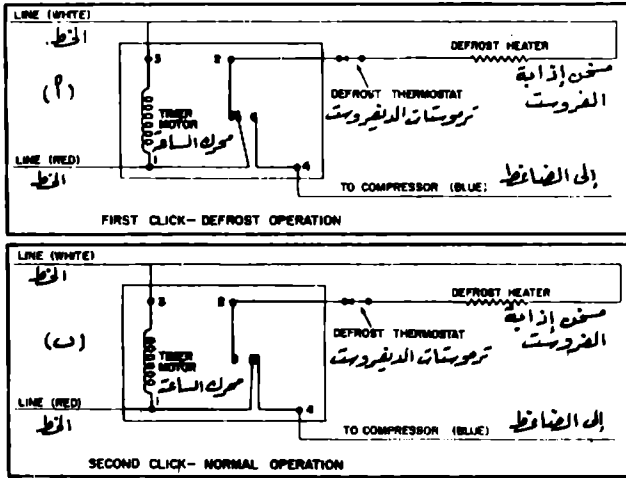 LINE (WHITE)
الخط.
DEFROST HEATER
مسخن إذابة
الفروست
3
2
(أ)
DEFROST THERMOSTAT
ترموستات الديفروست
TIMER
MOTOR
محرك الساعة
LINE (RED)
الخط
1
4
إلى الضاغط
TO COMPRESSOR (BLUE)
FIRST CLICK- DEFROST OPERATION
LINE (WHITE)
الخط
DEFROST HEATER
مسخن إذابة
الفروست
3
2
(ب)
DEFROST THERMOSTAT
ترموستات الديفروست
TIMER
MOTOR
محرك الساعة
LINE (RED)
الخط
1
4
إلى الضاغط
TO COMPRESSOR (BLUE)
SECOND CLICK- NORMAL OPERATION